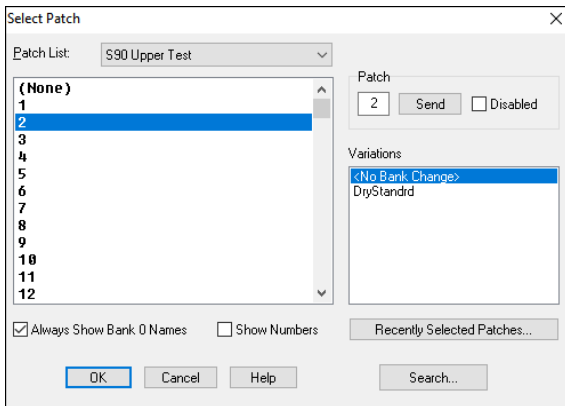 Select Patch
Patch List: S90 Upper Test
(None)
1
2
3
4
5
6
7
8
9
10
11
12
Patch
2 Send Disabled
Variations
<No Bank Change>
DryStandrd
Always Show Bank 0 Names Show Numbers Recently Selected Patches...
OK Cancel Help Search...